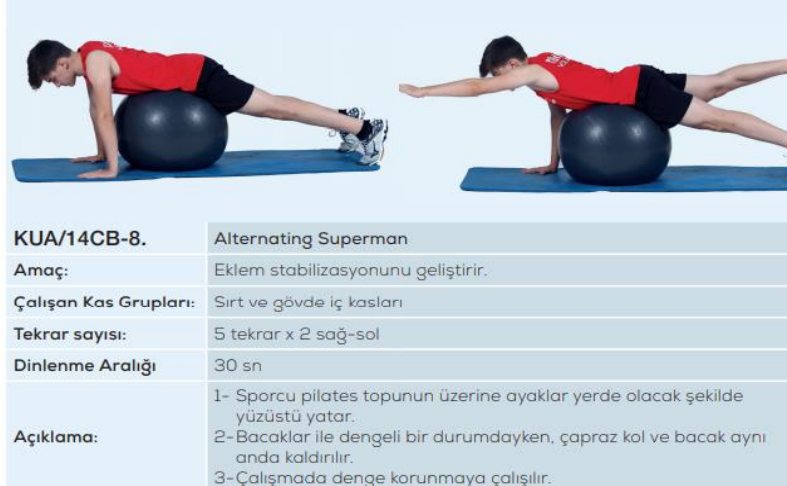 KUA/14CB-8. Alternating Superman
Amaç: Eklem stabilizasyonunu geliştirir.
Çalışan Kas Grupları: Sırt ve gövde iç kasları
Tekrar sayısı: 5 tekrar x 2 sağ-sol
Dinlenme Aralığı 30 sn
Açıklama:
1- Sporcu pilates topunun üzerine ayaklar yerde olacak şekilde
yüzüstü yatar.
2-Bacaklar ile dengeli bir durumdayken, çapraz kol ve bacak aynı
anda kaldırılır.
3-Çalışmada denge korunmaya çalışılır.